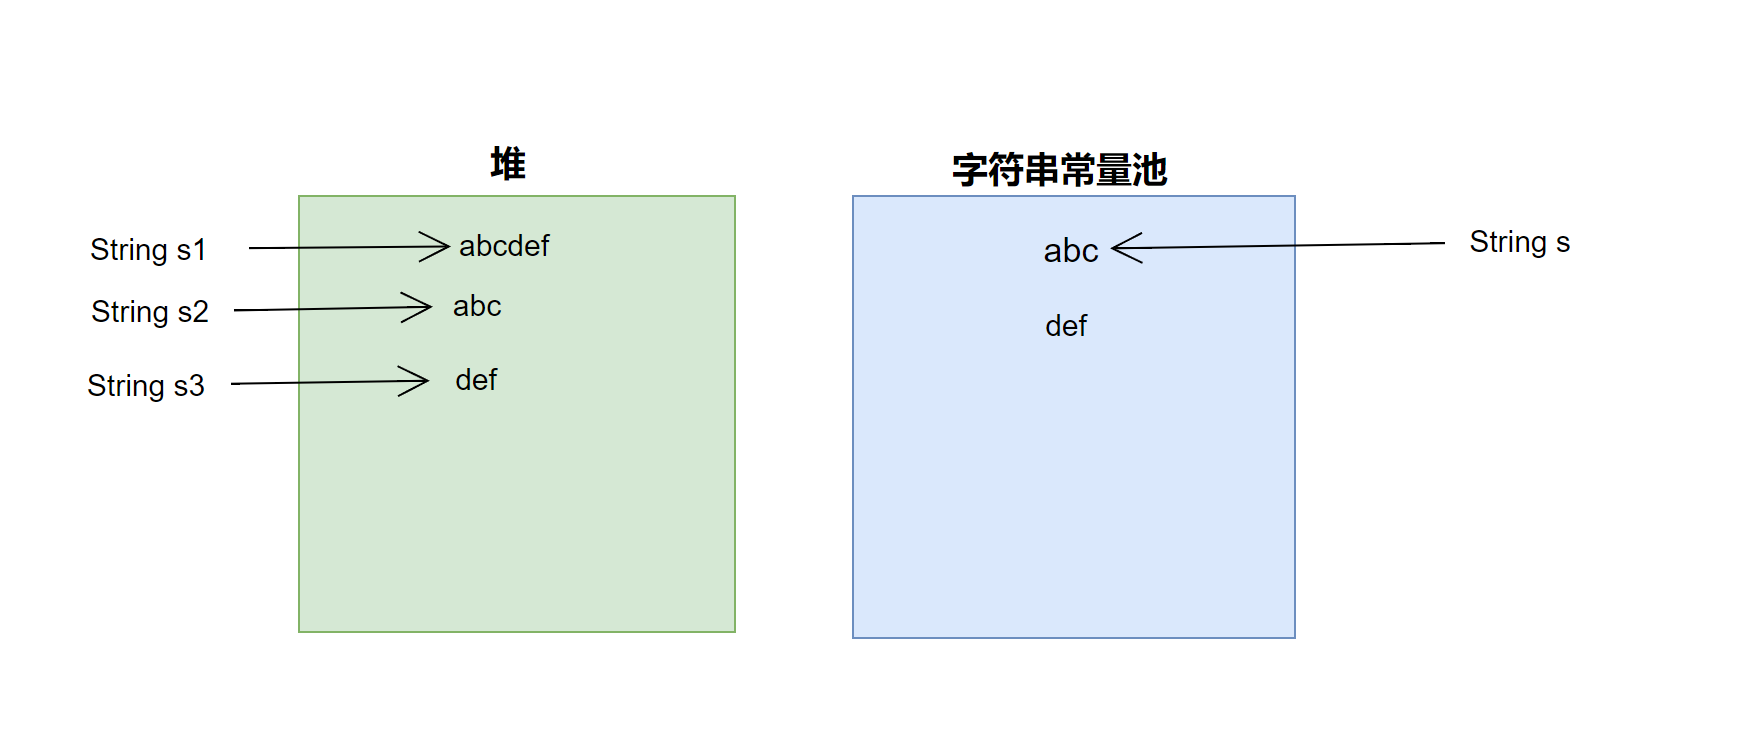 堆
字符串常量池
String s1
abcdef
abc
String s
String s2
abc
def
String s3
def